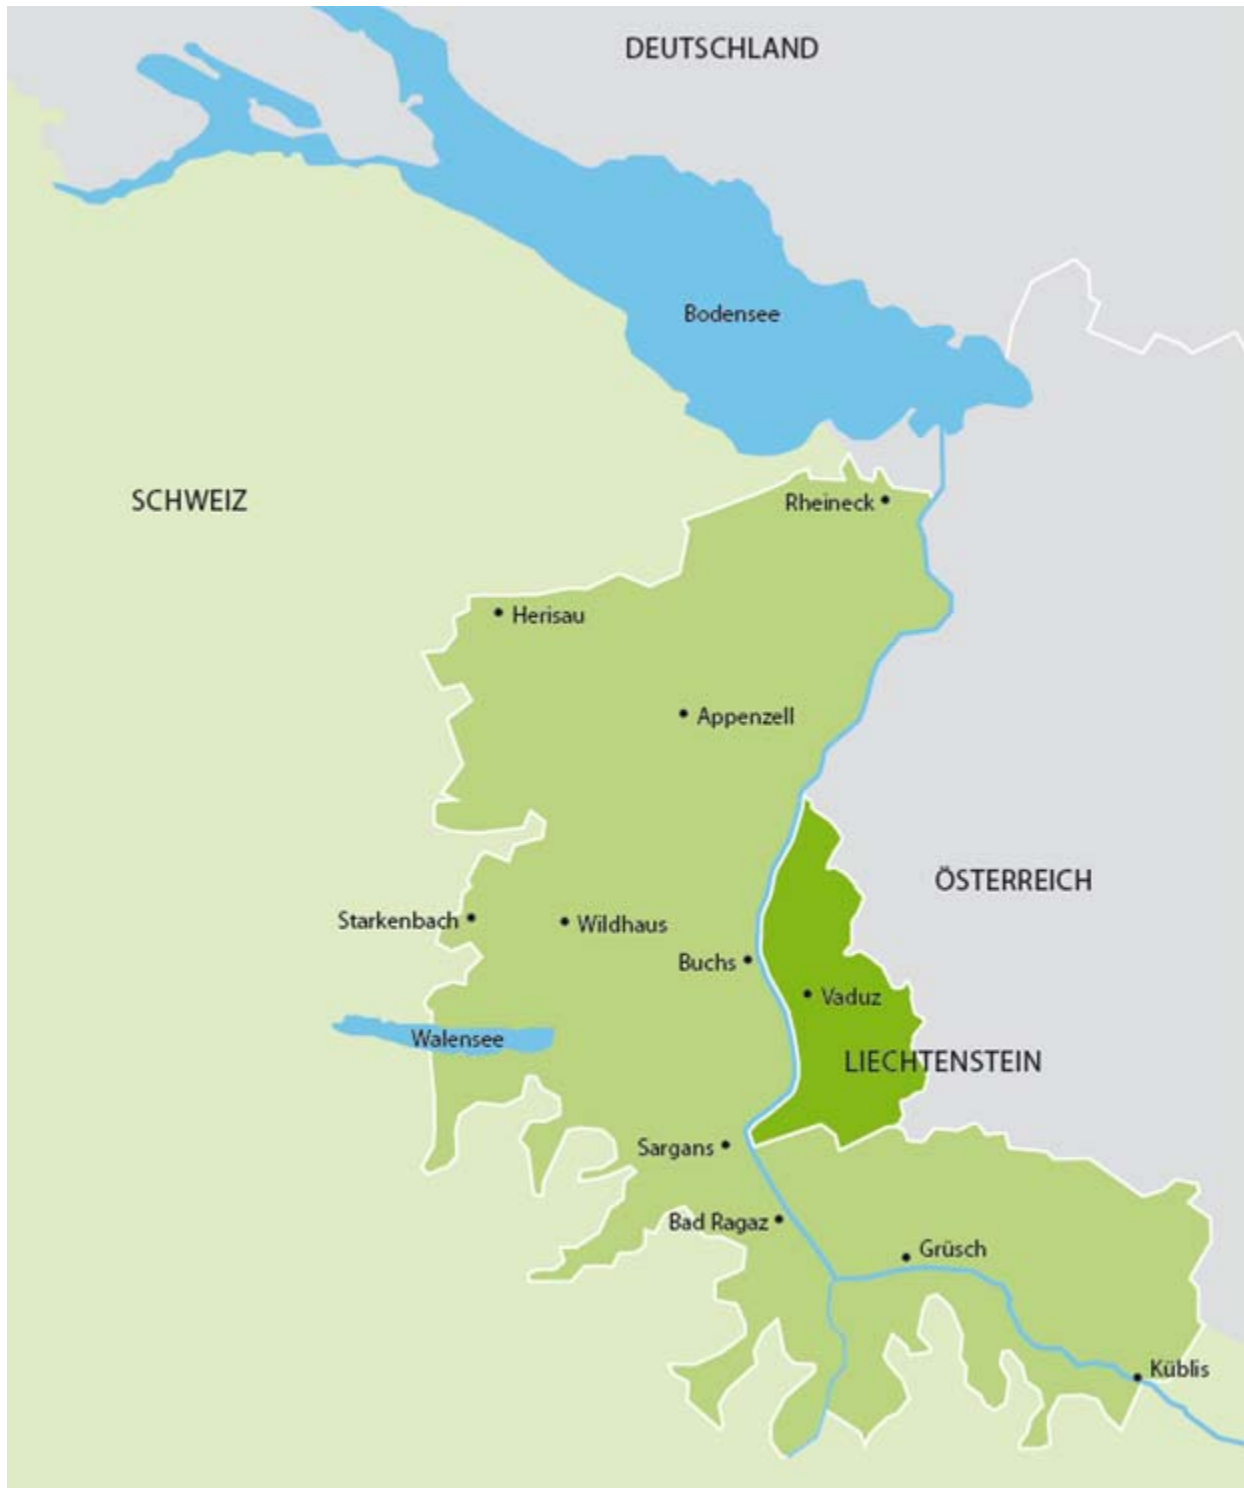 DEUTSCHLAND
Bodensee
SCHWEIZ
Rheineck
Herisau
Appenzell
ÖSTERREICH
Starkenbach
Wildhaus
Buchs
Vaduz
Walensee
LIECHTENSTEIN
Sargans
Bad Ragaz
Grüsch
Küblis